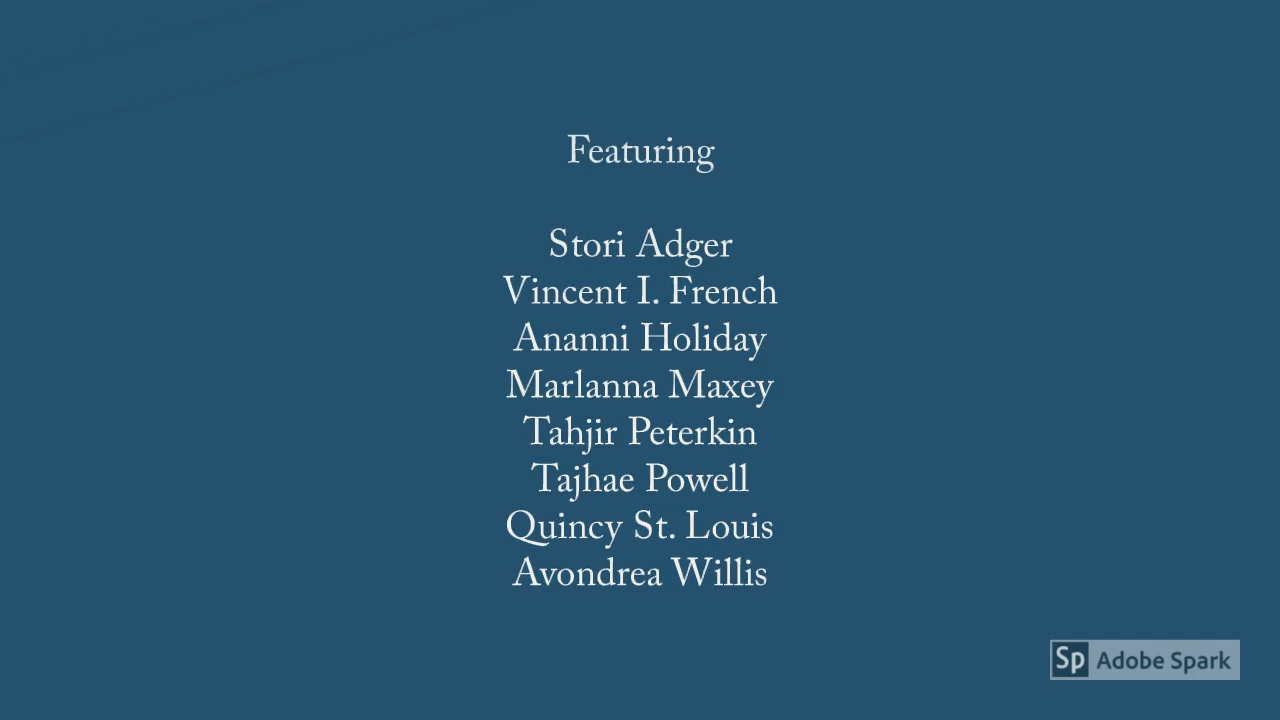 Featuring
Stori Adger
Vincent I. French
Ananni Holiday
Marlanna Maxey
Tahjir Peterkin
Tajhae Powell
Quincy St. Louis
Avondrea Willis
Sp Adobe Spark